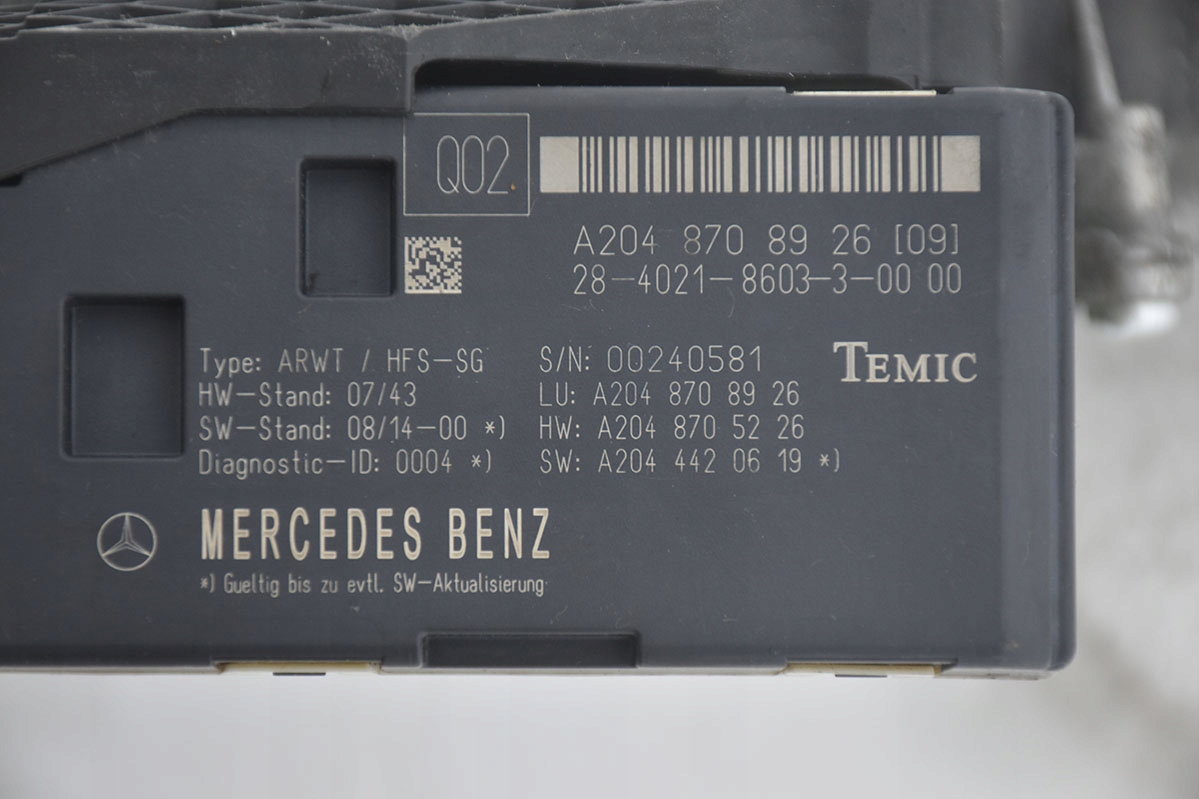 Q02
A204 870 89 26 [09]
28-4021-8603-3-00 00
Type: ARWT / HFS-SG S/N: 00240581
TEMIC
HW-Stand: 07/43 LU: A204 870 89 26
SW-Stand: 08/14-00 *) HW: A204 870 52 26
Diagnostic-ID: 0004 *) SW: A204 442 06 19 *)
MERCEDES BENZ
*) Gueltig bis zu evtl. SW-Aktualisierung